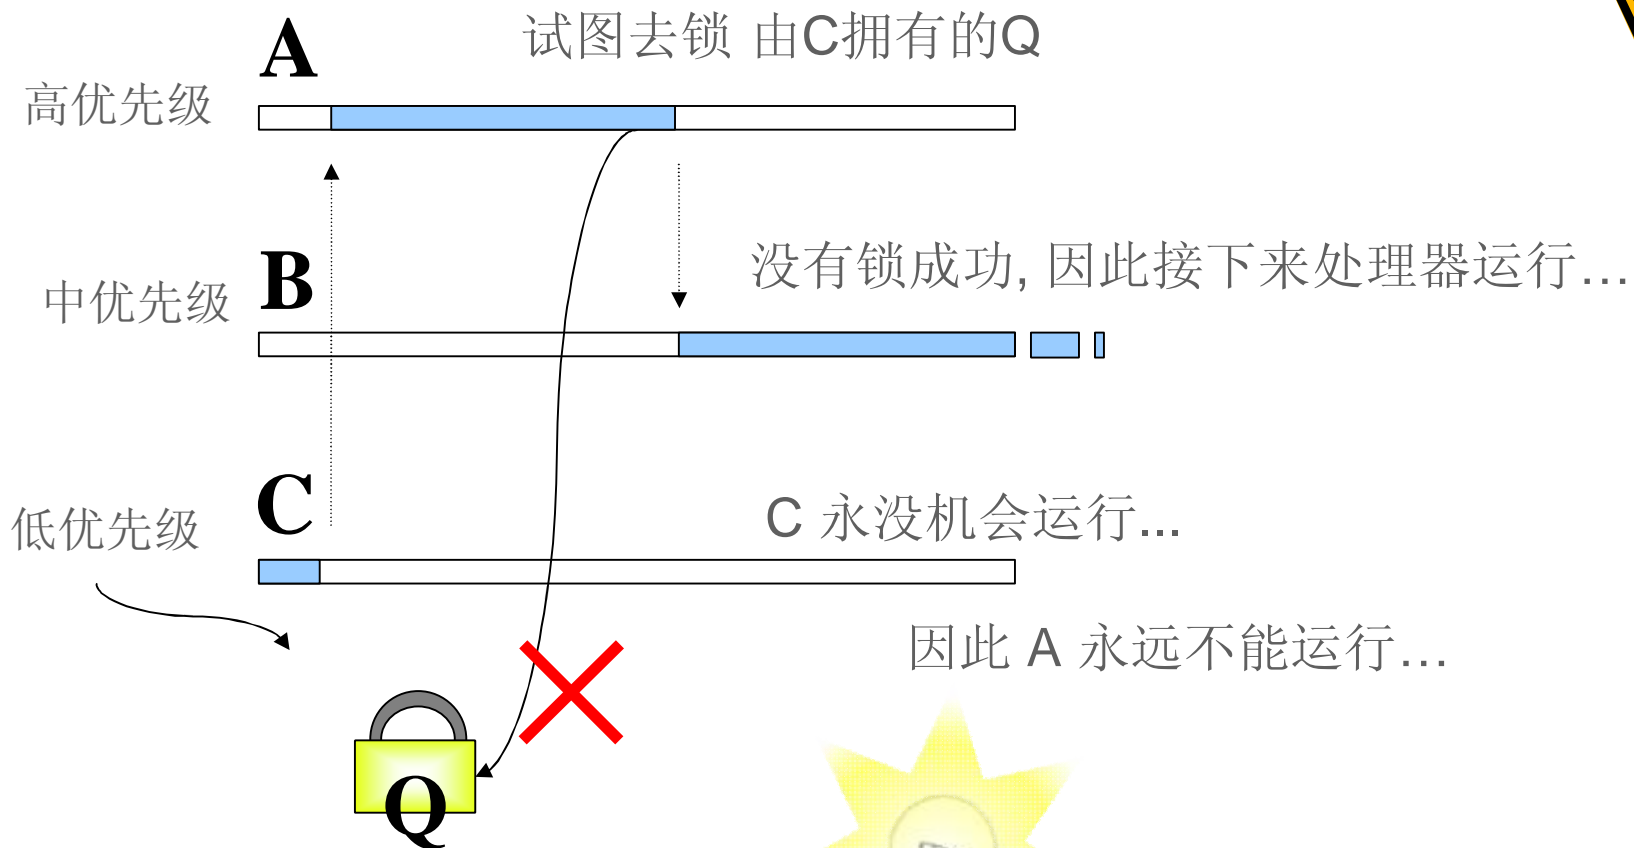 A
试图去锁 由C拥有的Q
高优先级
B
没有锁成功, 因此接下来处理器运行…
中优先级
C
C 永没机会运行...
低优先级
因此 A 永远不能运行…
Q